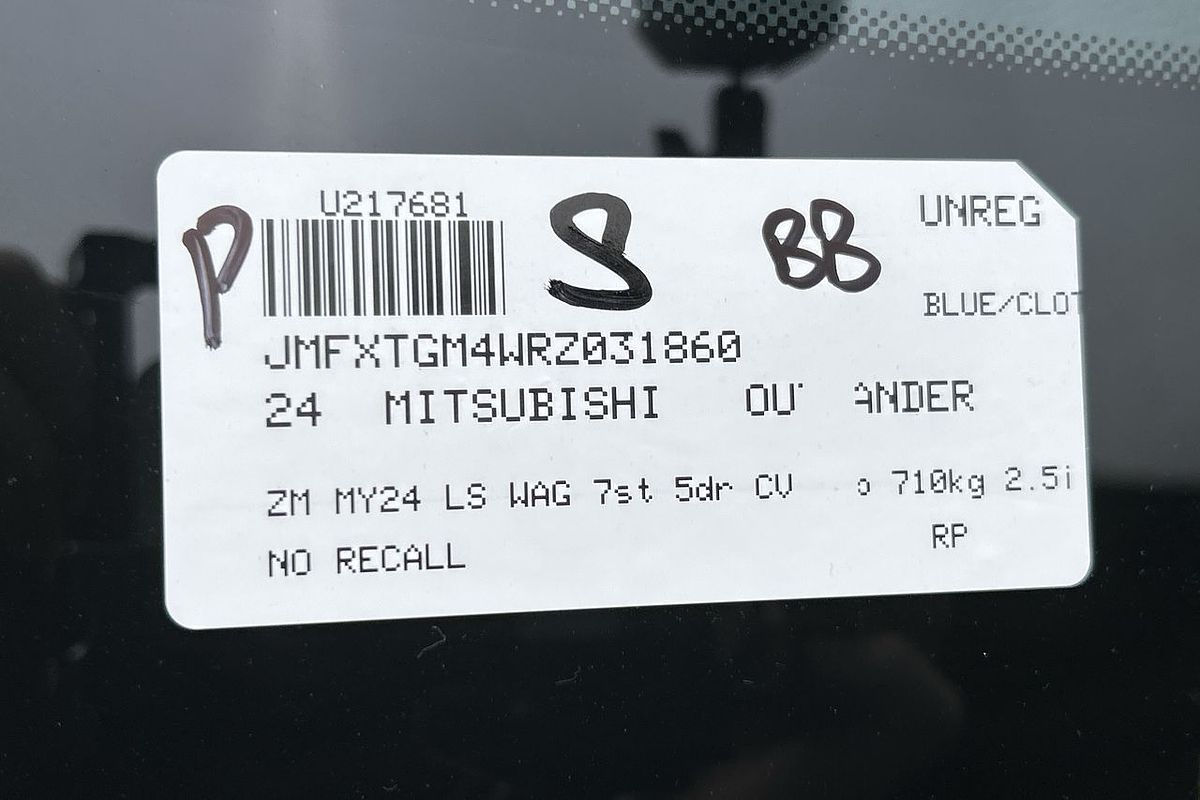 U217681
P S BB UNREG
BLUE/CLOT
JMFXTGM4WRZ031860
24 MITSUBISHI
ZM MY24 LS WAG 7st 5dr CV 710kg 2.5i
NO RECALL RP